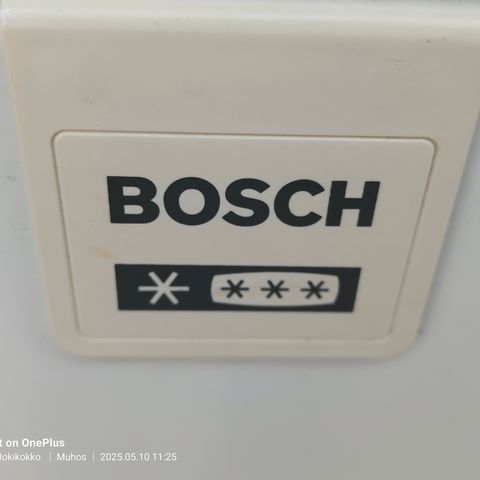 BOSCH
* ***
t on OnePlus
Jokikokko | Muhos | 2025.05.10 11:25